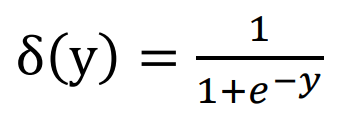 δ(y) = 1 / (1+e^{−y})